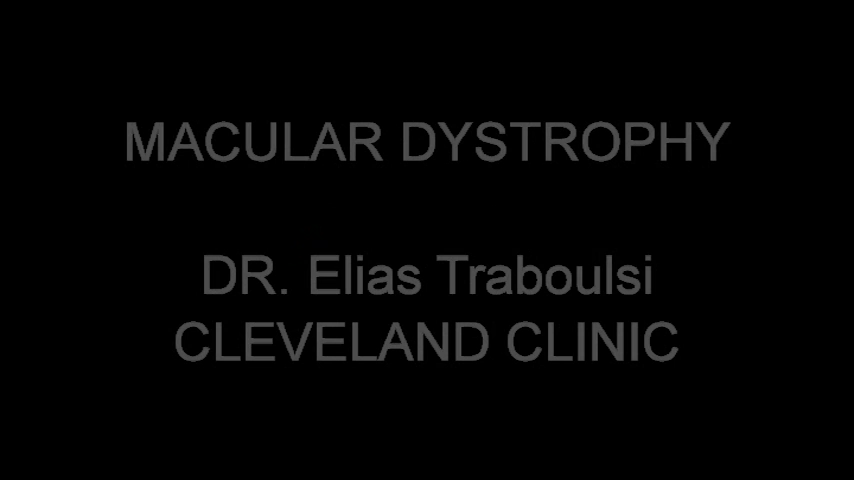 MACULAR DYSTROPHY
DR. Elias Traboulsi
CLEVELAND CLINIC